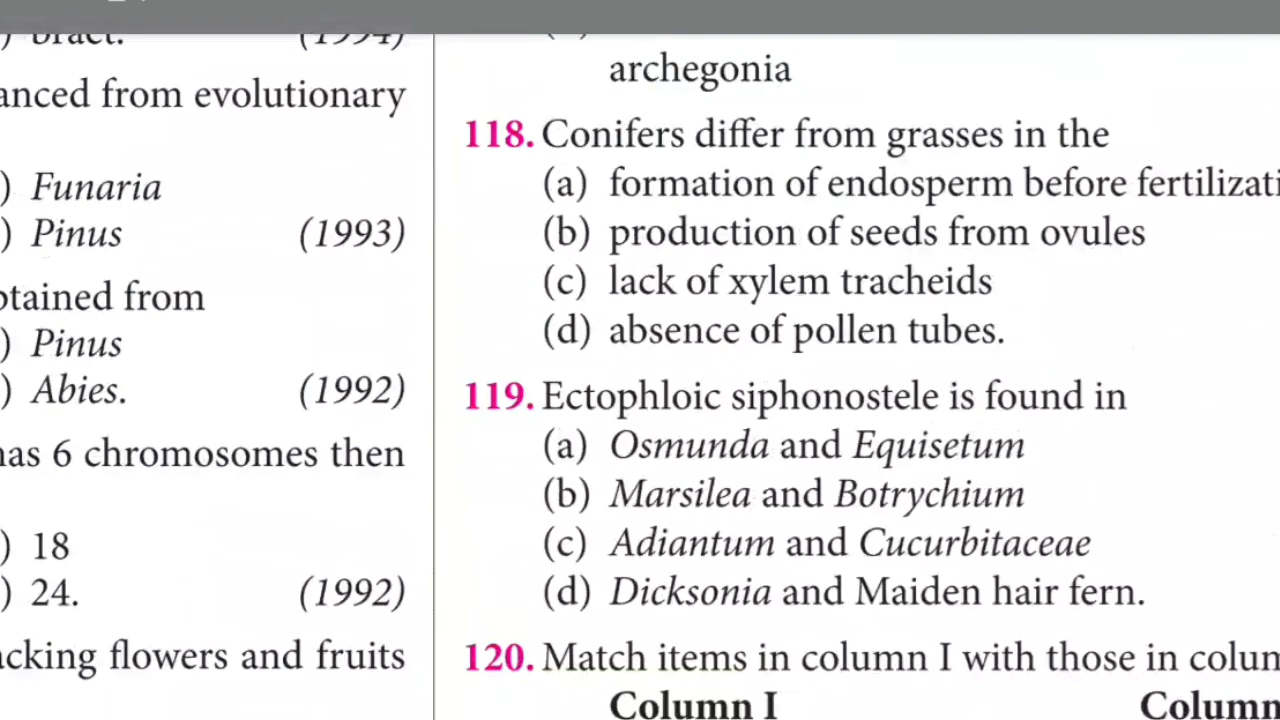 ) bract. (1994)
anced from evolutionary
) Funaria
) Pinus (1993)
otained from
) Pinus
) Abies. (1992)
nas 6 chromosomes then
) 18
) 24. (1992)
acking flowers and fruits
archegonia
118. Conifers differ from grasses in the
(a) formation of endosperm before fertilizati
(b) production of seeds from ovules
(c) lack of xylem tracheids
(d) absence of pollen tubes.
119. Ectophloic siphonostele is found in
(a) Osmunda and Equisetum
(b) Marsilea and Botrychium
(c) Adiantum and Cucurbitaceae
(d) Dicksonia and Maiden hair fern.
120. Match items in column I with those in colum
Column I Column